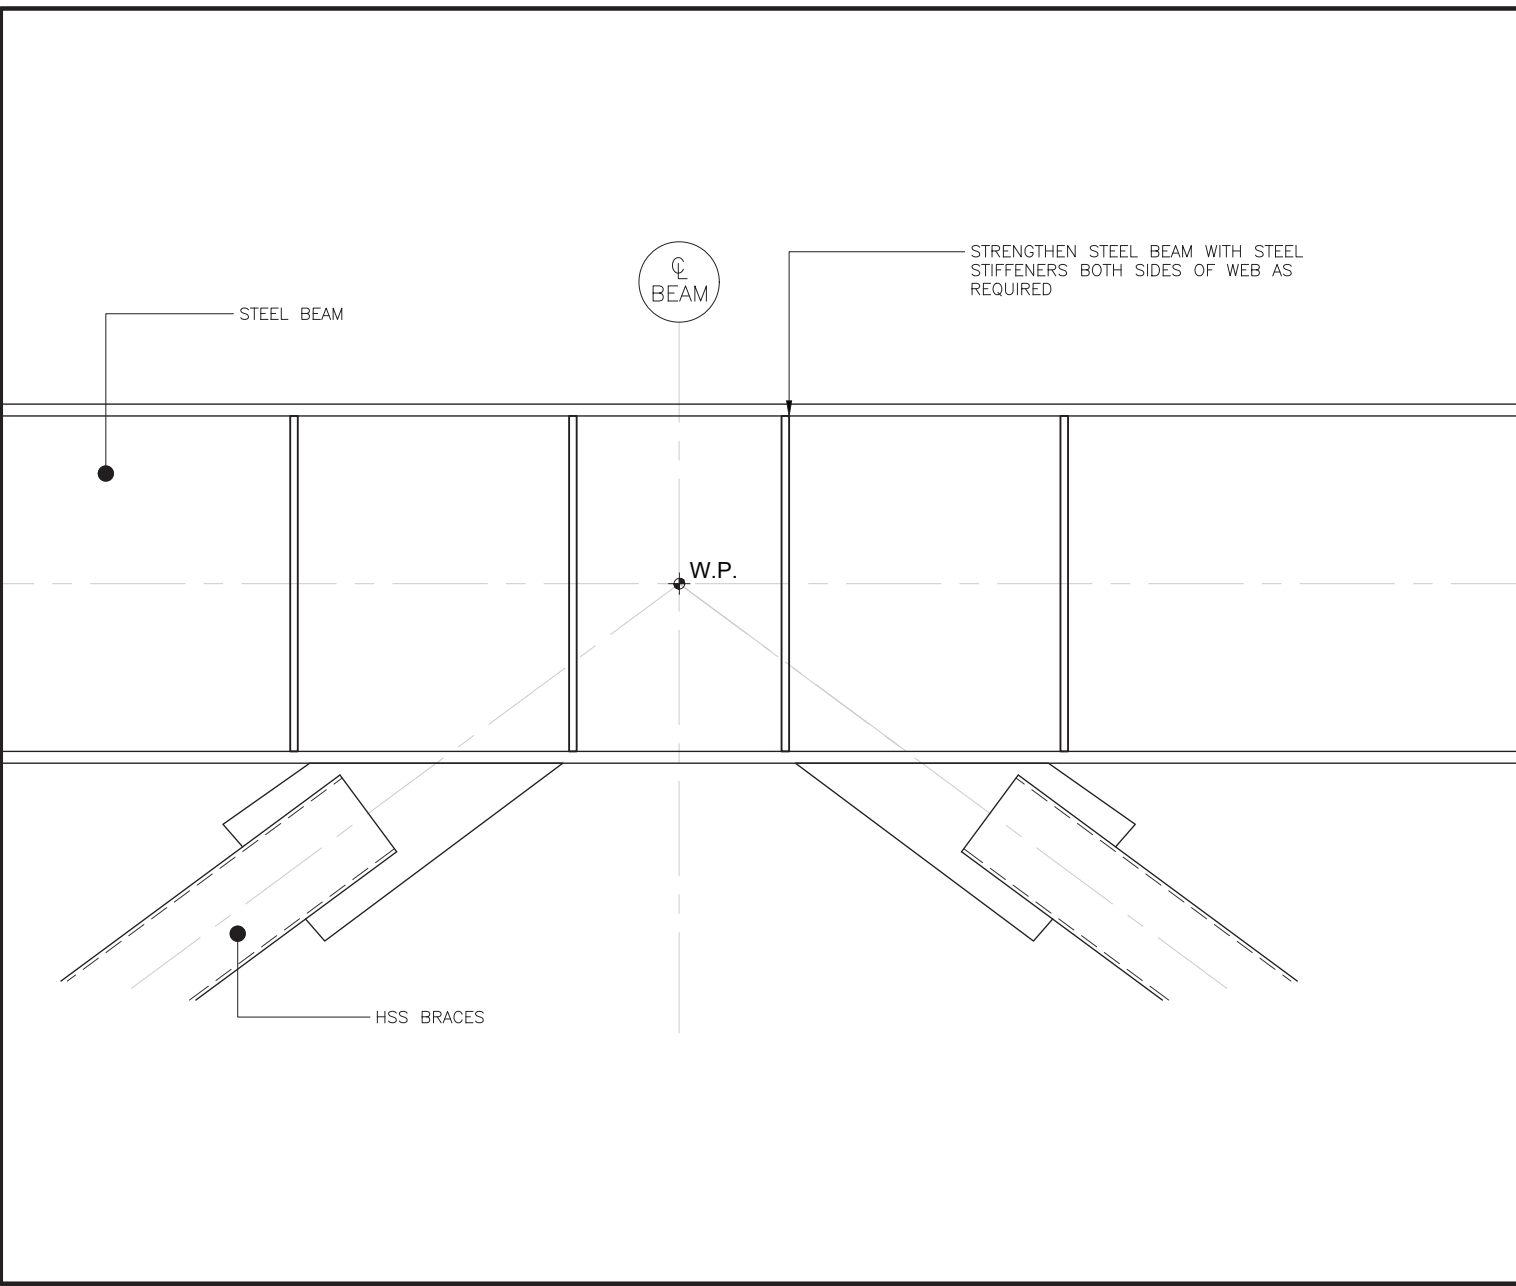 ℄
BEAM
STRENGTHEN STEEL BEAM WITH STEEL
STIFFENERS BOTH SIDES OF WEB AS
REQUIRED
STEEL BEAM
W.P.
HSS BRACES